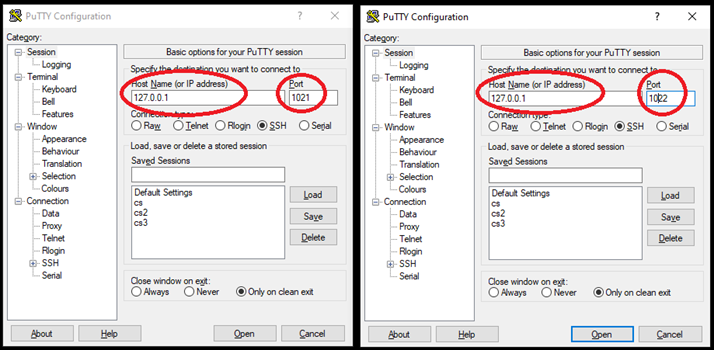 PuTTY Configuration
Category:
Session
Logging
Terminal
Keyboard
Bell
Features
Window
Appearance
Behaviour
Translation
Selection
Colours
Connection
Data
Proxy
Telnet
Rlogin
SSH
Serial
Basic options for your PuTTY session
Specify the destination you want to connect to
Host Name (or IP address) Port
127.0.0.1 1021
Connection type:
Raw Telnet Rlogin SSH Serial
Load, save or delete a stored session
Saved Sessions
Default Settings
cs
cs2
cs3
Load
Save
Delete
Close window on exit:
Always Never Only on clean exit
About Help Open Cancel
PuTTY Configuration
Category:
Session
Logging
Terminal
Keyboard
Bell
Features
Window
Appearance
Behaviour
Translation
Selection
Colours
Connection
Data
Proxy
Telnet
Rlogin
SSH
Serial
Basic options for your PuTTY session
Specify the destination you want to connect to
Host Name (or IP address) Port
127.0.0.1 1022
Connection type:
Raw Telnet Rlogin SSH Serial
Load, save or delete a stored session
Saved Sessions
Default Settings
cs
cs2
cs3
Load
Save
Delete
Close window on exit:
Always Never Only on clean exit
About Help Open Cancel